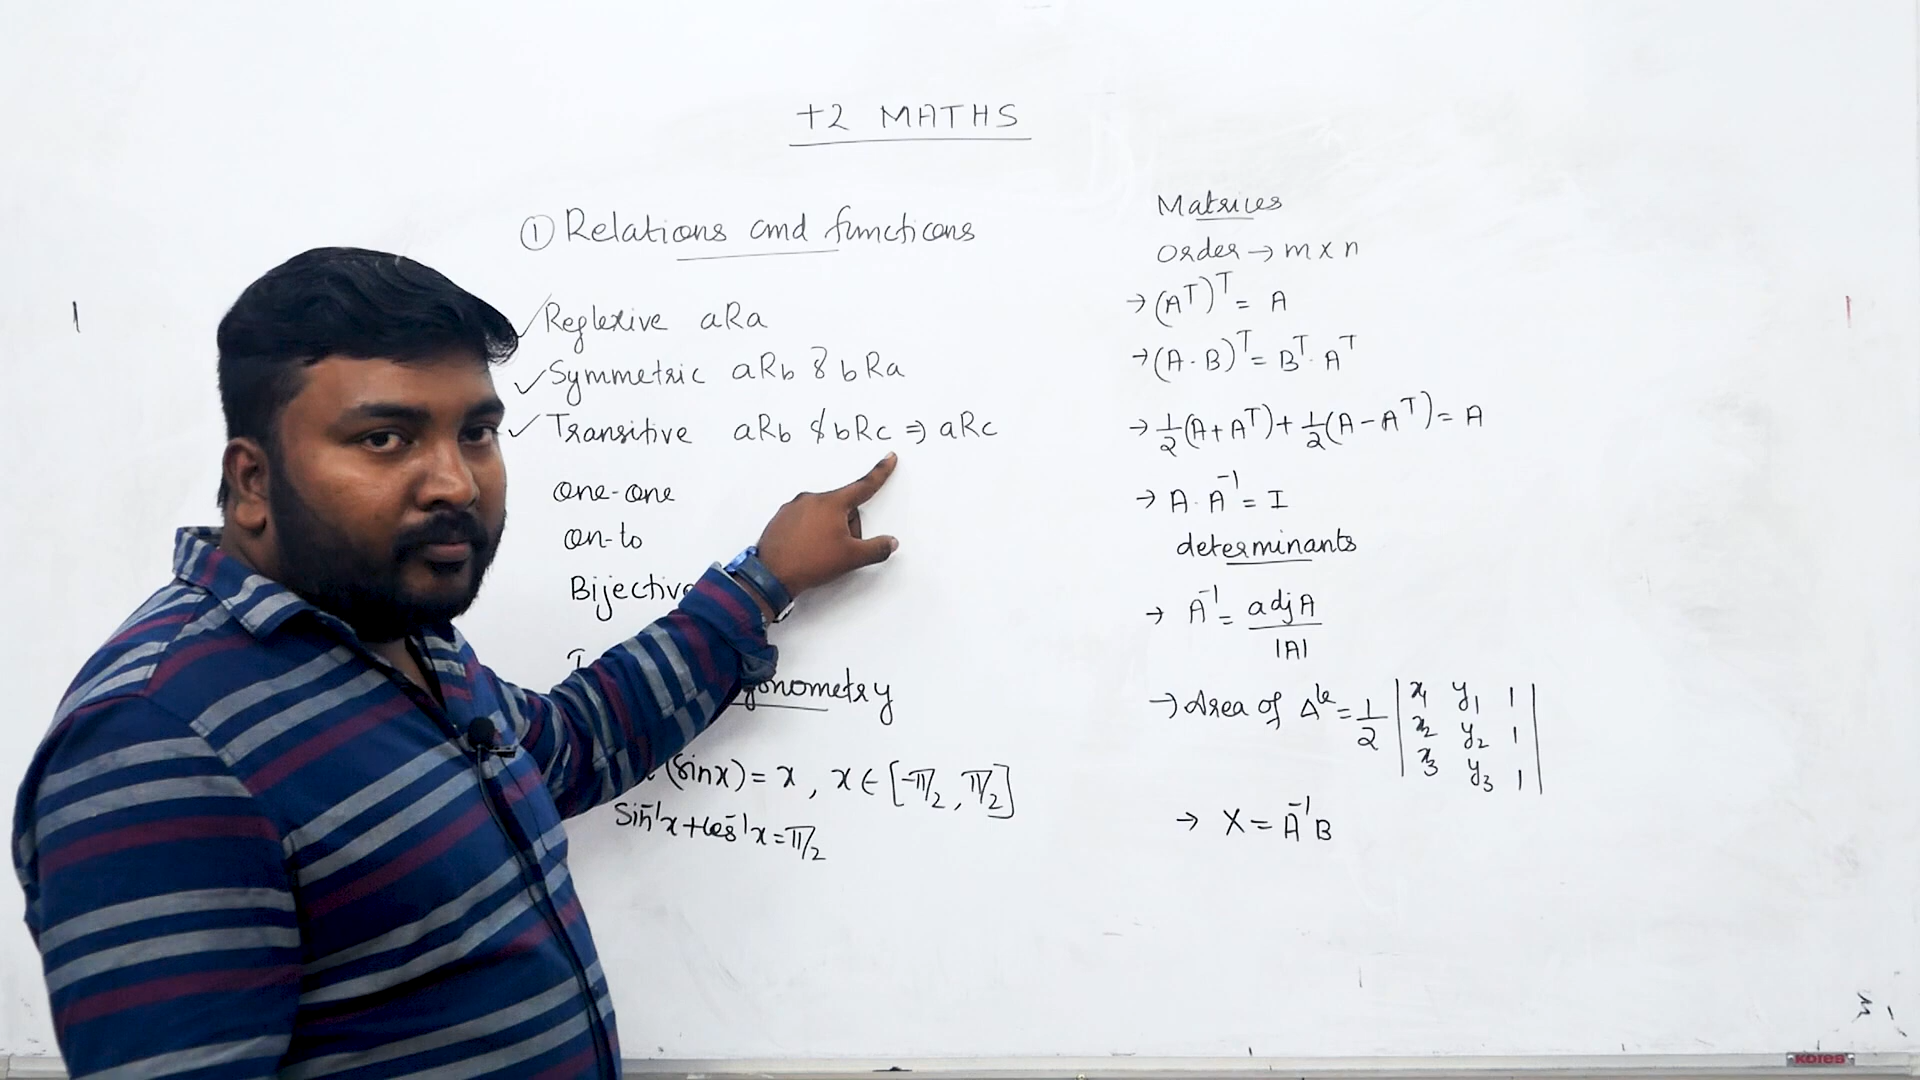 +2 MATHS
① Relations and functions
✓ Reflexive aRa
✓ Symmetric aRb & bRa
✓ Transitive aRb & bRc ⇒ aRc
one-one
on-to
Bijective
(sinx) = x , x ∈ [-π/2, π/2]
Sin⁻¹x + Cos⁻¹x = π/2
Matrices
Order → m x n
→ (Aᵀ)ᵀ = A
→ (A·B)ᵀ = Bᵀ·Aᵀ
→ 1/2(A+Aᵀ) + 1/2(A-Aᵀ) = A
→ A·A⁻¹ = I
determinants
→ A⁻¹ = adjA / |A|
→ Area of Δle = 1/2 | x₁ y₁ 1
x₂ y₂ 1
x₃ y₃ 1 |
→ X = A⁻¹B
kores